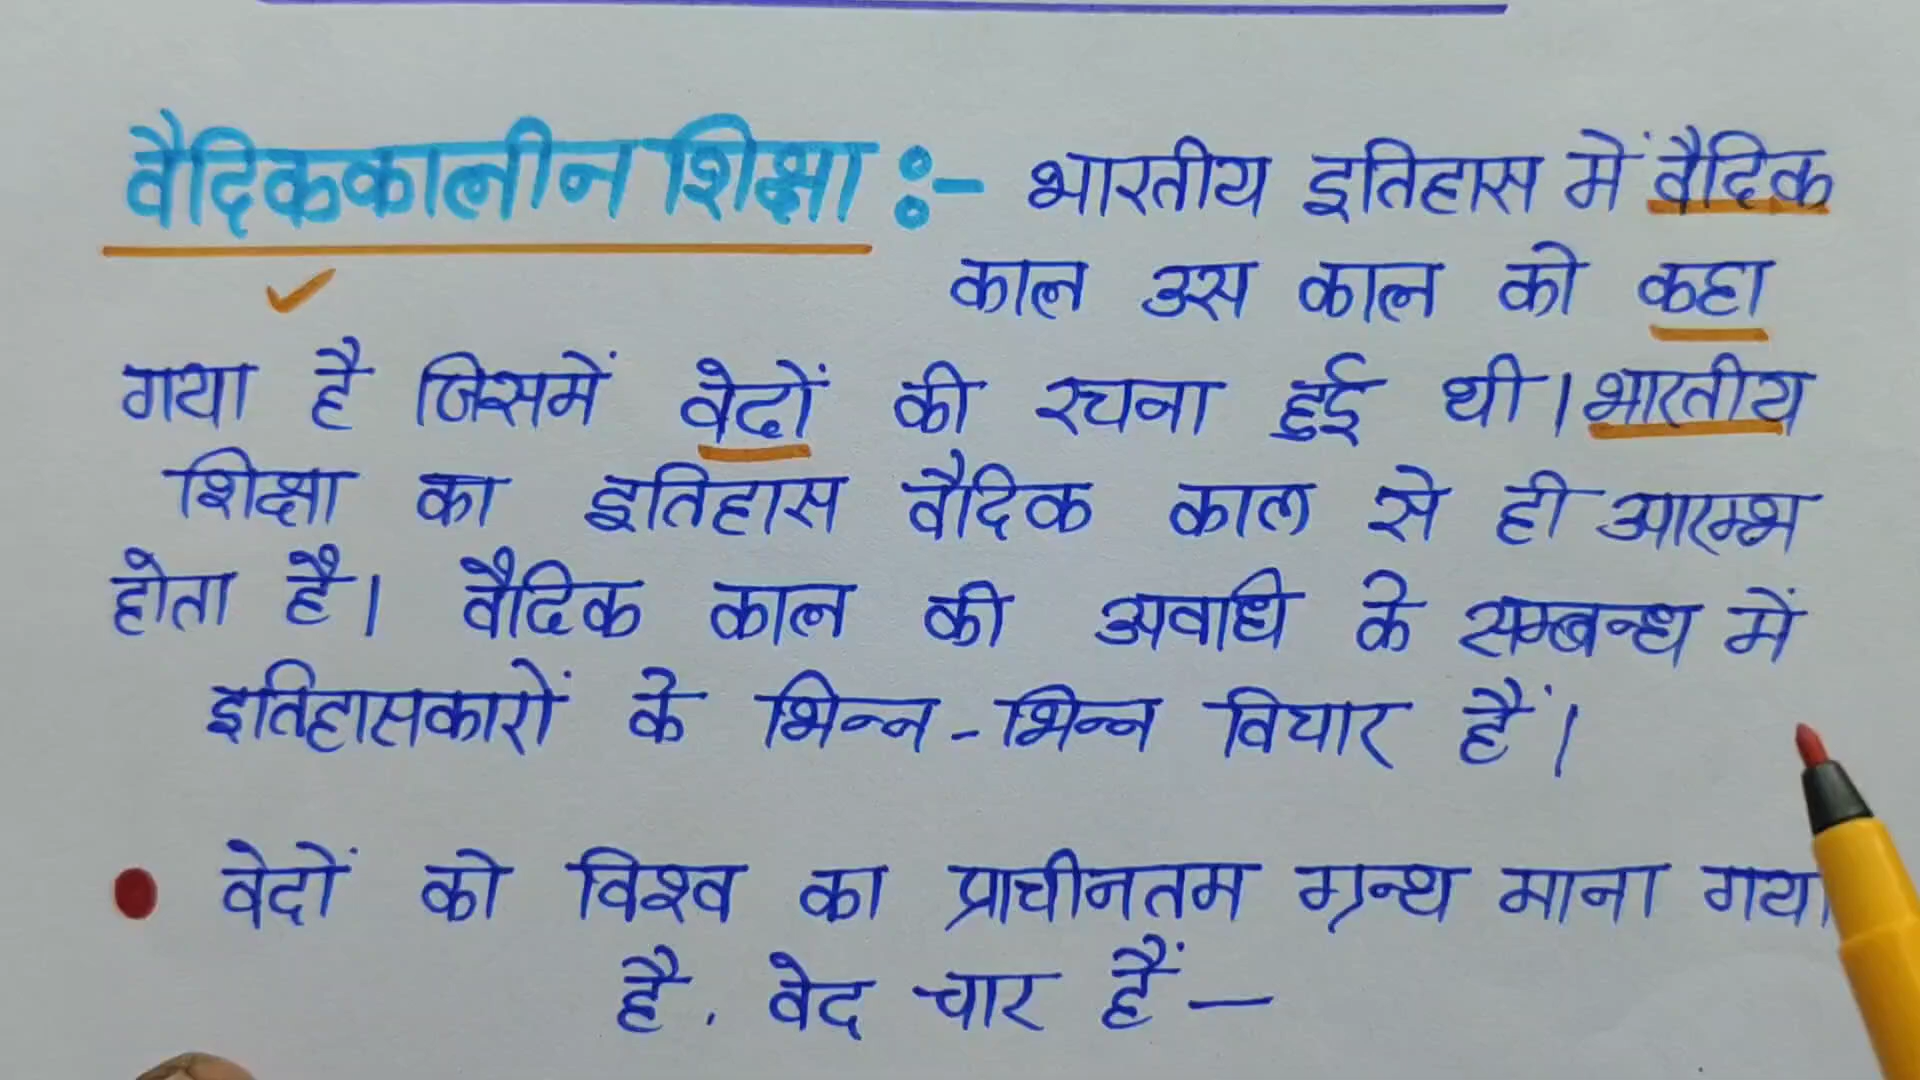 वैदिककालीन शिक्षा :- भारतीय इतिहास में वैदिक
काल उस काल को कहा
गया है जिसमें वेदों की रचना हुई थी। भारतीय
शिक्षा का इतिहास वैदिक काल से ही आरम्भ
होता है। वैदिक काल की अवधि के सम्बन्ध में
इतिहासकारों के भिन्न-भिन्न विचार हैं।
• वेदों को विश्व का प्राचीनतम ग्रन्थ माना गया
है. वेद चार हैं—